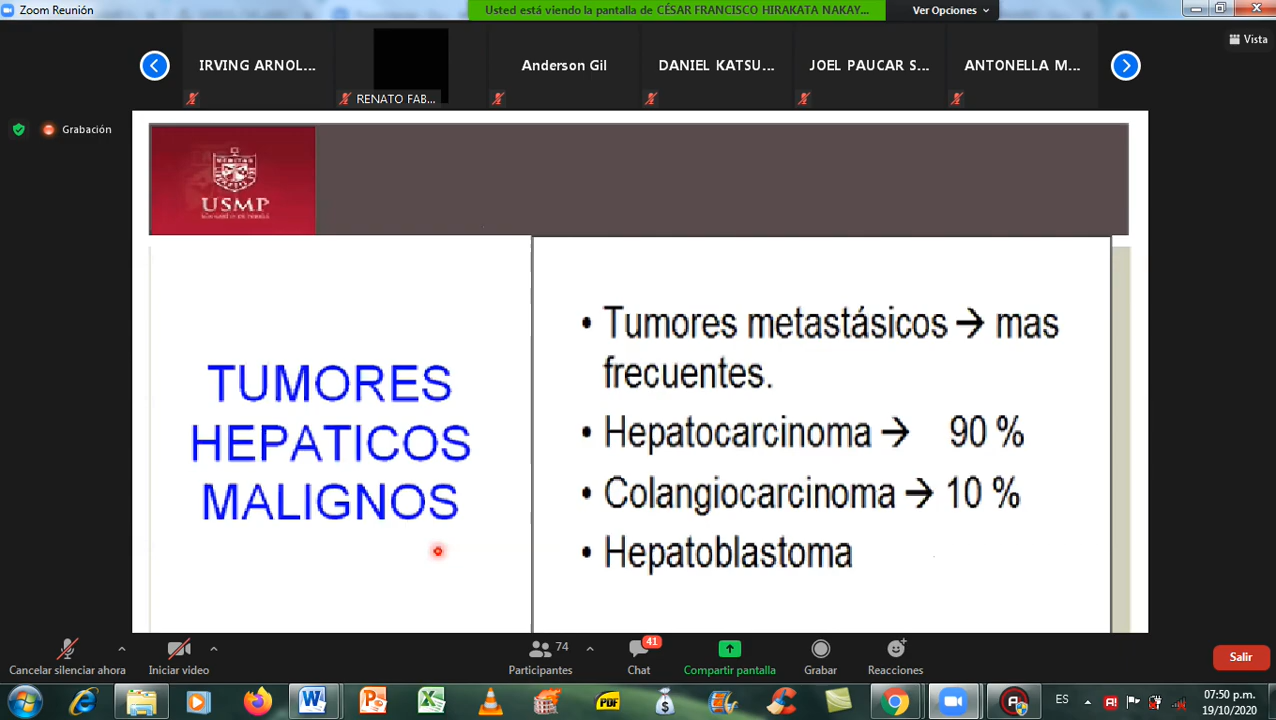 Zoom Reunión
Usted está viendo la pantalla de CÉSAR FRANCISCO HIRAKATA NAKAY...
Ver Opciones
Vista
IRVING ARNOL...
RENATO FAB...
Anderson Gil
DANIEL KATSU...
JOEL PAUCAR S...
ANTONELLA M...
Grabación
USMP
TUMORES
HEPATICOS
MALIGNOS
• Tumores metastásicos → mas
frecuentes.
• Hepatocarcinoma → 90 %
• Colangiocarcinoma → 10 %
• Hepatoblastoma
Cancelar silenciar ahora
Iniciar video
74
Participantes
41
Chat
Compartir pantalla
Grabar
Reacciones
Salir
PDF
ES
07:50 p.m.
19/10/2020